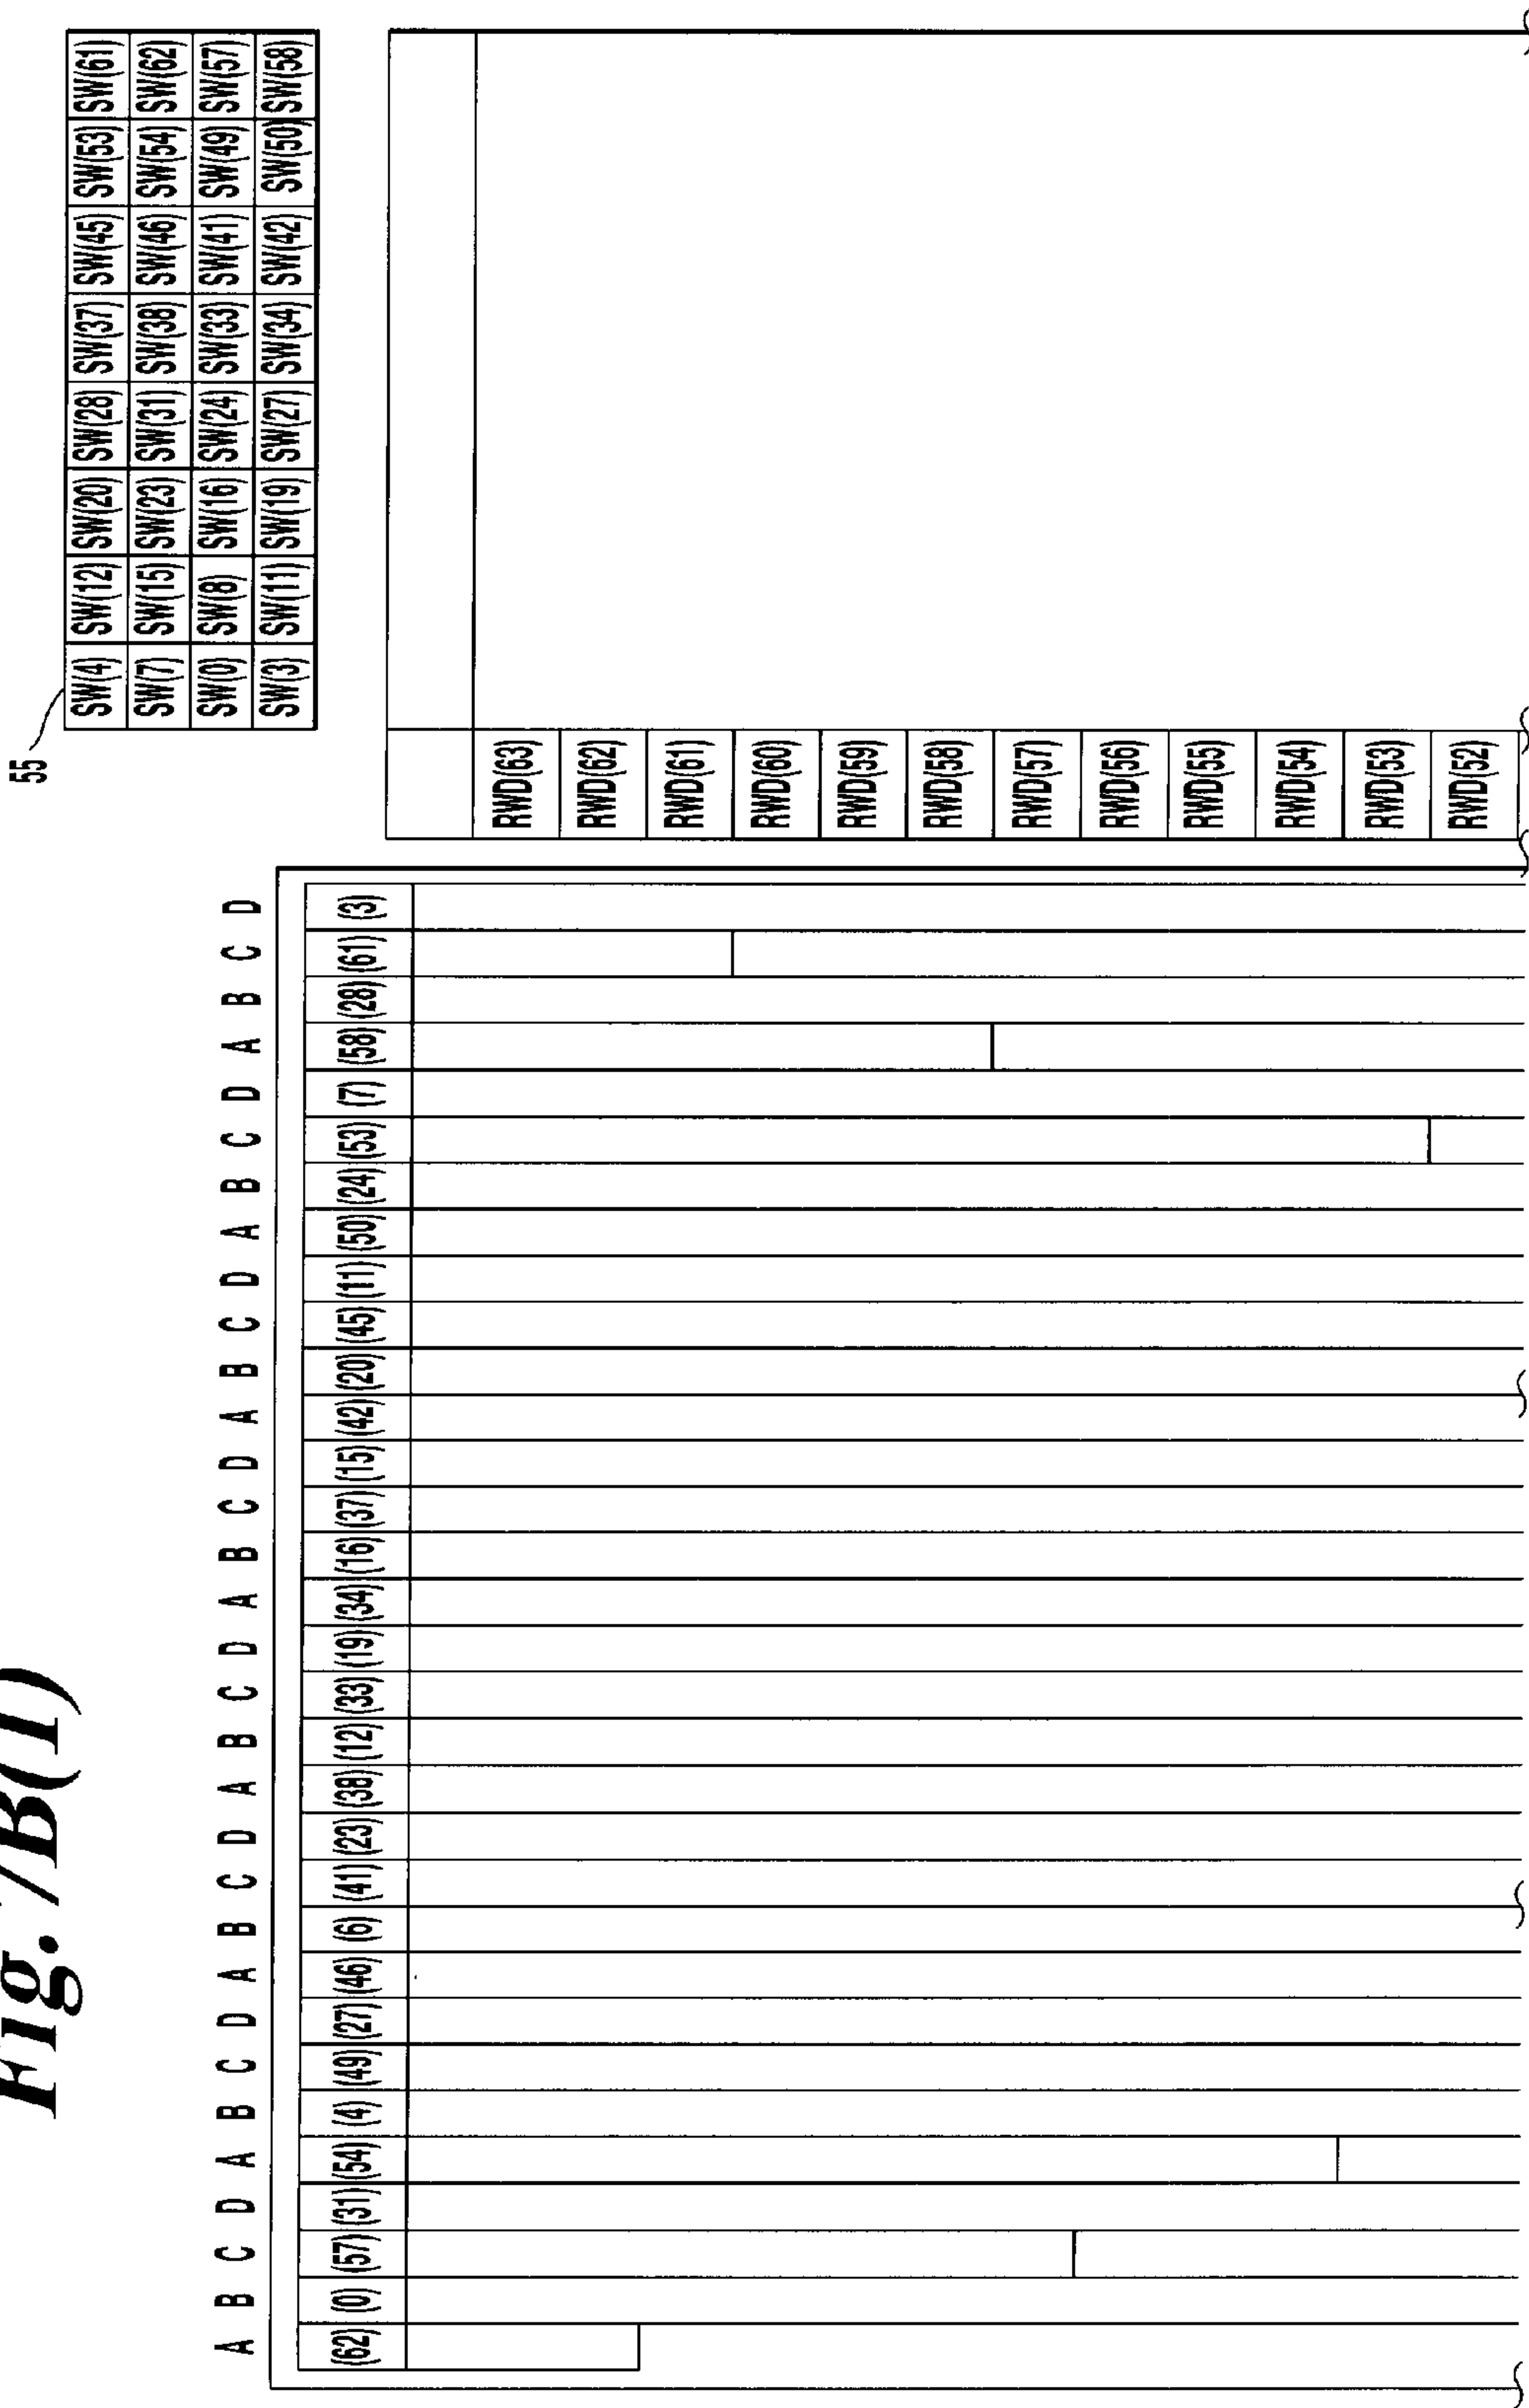 Fig. 7B(1)
55
SW(4) SW(12) SW(20) SW(28) SW(37) SW(45) SW(53) SW(61)
SW(7) SW(15) SW(23) SW(31) SW(38) SW(46) SW(54) SW(62)
SW(0) SW(8) SW(16) SW(24) SW(33) SW(41) SW(49) SW(57)
SW(3) SW(11) SW(19) SW(27) SW(34) SW(42) SW(50) SW(58)
A B C D A B C D A B C D A B C D A B C D A B C D A B C D A B C D
(62) (0) (57) (31) (54) (4) (49) (27) (46) (6) (41) (23) (38) (12) (33) (19) (34) (16) (37) (15) (42) (20) (45) (11) (50) (24) (53) (7) (58) (28) (61) (3)
RWD(63)
RWD(62)
RWD(61)
RWD(60)
RWD(59)
RWD(58)
RWD(57)
RWD(56)
RWD(55)
RWD(54)
RWD(53)
RWD(52)